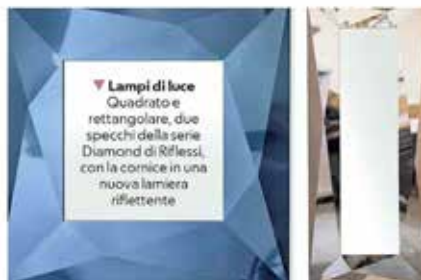 ▼ Lampi di luce
Quadrato e
rettangolare, due
specchi della serie
Diamond di Riflessi,
con la cornice in una
nuova lamiera
riflettente